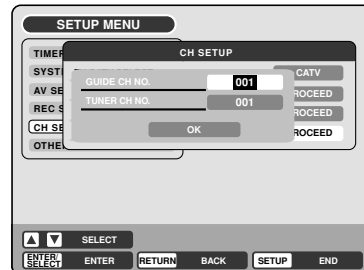 SETUP MENU
TIMER
CH SETUP
SYSTE
CATV
GUIDE CH NO. 001
AV SE
ROCEED
TUNER CH NO. 001
REC S
ROCEED
OK
CH SE
ROCEED
OTHE
▲ ▼ SELECT
ENTER/SELECT ENTER RETURN BACK SETUP END